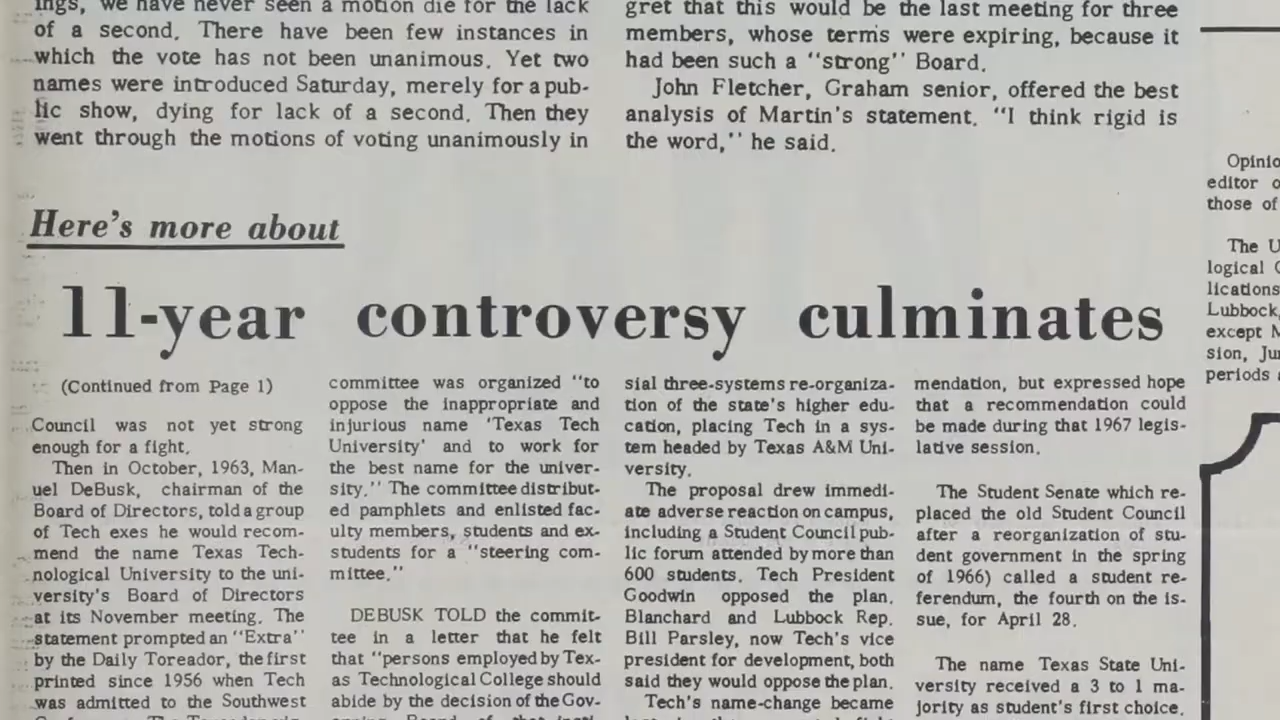 ings, we have never seen a motion die for the lack
of a second. There have been few instances in
which the vote has not been unanimous. Yet two
names were introduced Saturday, merely for a pub-
lic show, dying for lack of a second. Then they
went through the motions of voting unanimously in
gret that this would be the last meeting for three
members, whose terms were expiring, because it
had been such a "strong" Board.
John Fletcher, Graham senior, offered the best
analysis of Martin's statement. "I think rigid is
the word," he said.
Here's more about
11-year controversy culminates
(Continued from Page 1)
Council was not yet strong
enough for a fight.
Then in October, 1963, Man-
uel DeBusk, chairman of the
Board of Directors, told a group
of Tech exes he would recom-
mend the name Texas Tech-
nological University to the uni-
versity's Board of Directors
at its November meeting. The
statement prompted an "Extra"
by the Daily Toreador, the first
printed since 1956 when Tech
was admitted to the Southwest
committee was organized "to
oppose the inappropriate and
injurious name 'Texas Tech
University' and to work for
the best name for the univer-
sity." The committee distribut-
ed pamphlets and enlisted fac-
ulty members, students and ex-
students for a "steering com-
mittee."
DEBUSK TOLD the commit-
tee in a letter that he felt
that "persons employed by Tex-
as Technological College should
abide by the decision of the Gov-
sial three-systems re-organiza-
tion of the state's higher edu-
cation, placing Tech in a sys-
tem headed by Texas A&M Uni-
versity.
The proposal drew immedi-
ate adverse reaction on campus,
including a Student Council pub-
lic forum attended by more than
600 students. Tech President
Goodwin opposed the plan.
Blanchard and Lubbock Rep.
Bill Parsley, now Tech's vice
president for development, both
said they would oppose the plan.
Tech's name-change became
mendation, but expressed hope
that a recommendation could
be made during that 1967 legis-
lative session.
The Student Senate which re-
placed the old Student Council
after a reorganization of stu-
dent government in the spring
of 1966) called a student re-
ferendum, the fourth on the is-
sue, for April 28.
The name Texas State Uni-
versity received a 3 to 1 ma-
jority as student's first choice.
Opinio
editor o
those of
The U
logical C
lications
Lubbock,
except M
sion, Ju
periods a